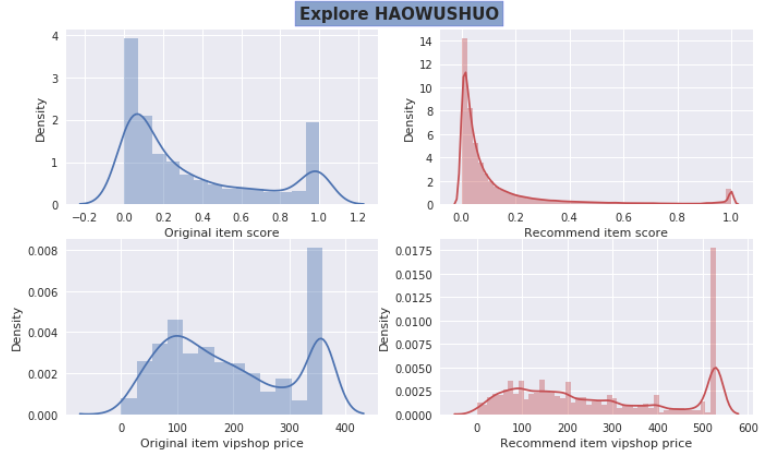 Explore HAOWUSHUO
4
3
2
1
0
Density
−0.2 0.0 0.2 0.4 0.6 0.8 1.0 1.2
Original item score
14
12
10
8
6
4
2
0
Density
0.0 0.2 0.4 0.6 0.8 1.0
Recommend item score
0.008
0.006
0.004
0.002
0.000
Density
0 100 200 300 400
Original item vipshop price
0.0175
0.0150
0.0125
0.0100
0.0075
0.0050
0.0025
0.0000
Density
0 100 200 300 400 500 600
Recommend item vipshop price